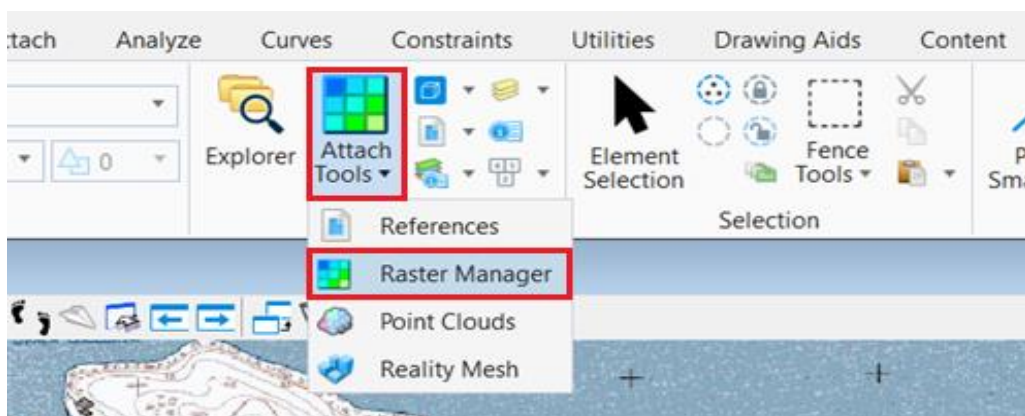 Analyze Curves Constraints Utilities Drawing Aids Content
0
Explorer
Attach
Tools
Element
Selection
Fence
Tools
Selection
References
Raster Manager
Point Clouds
Reality Mesh